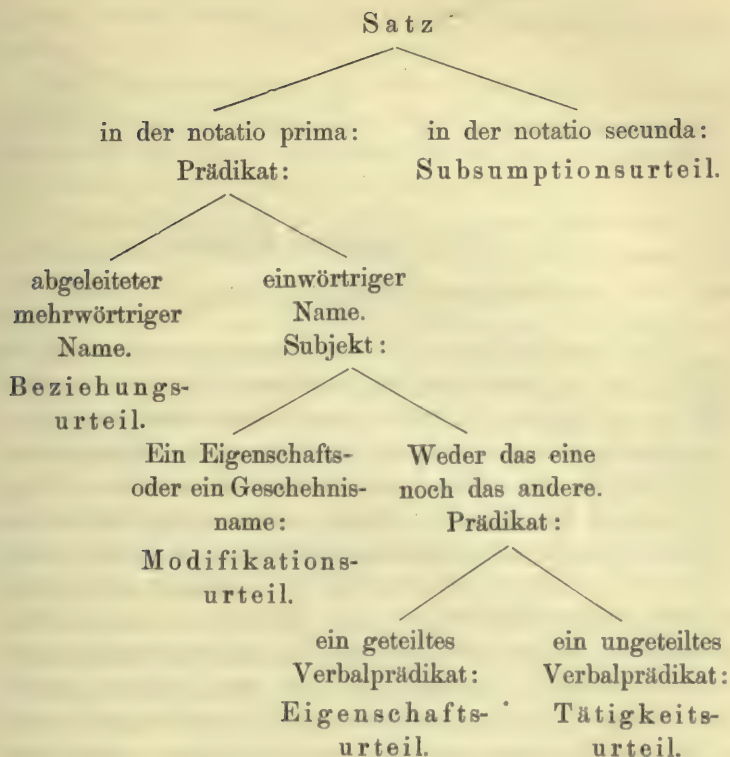 Satz
in der notatio prima:
Prädikat:
in der notatio secunda:
Subsumptionsurteil.
abgeleiteter
mehrwörtriger
Name.
Beziehungs-
urteil.
einwörtriger
Name.
Subjekt:
Ein Eigenschafts-
oder ein Geschehnis-
name:
Modifikations-
urteil.
Weder das eine
noch das andere.
Prädikat:
ein geteiltes
Verbalprädikat:
Eigenschafts-
urteil.
ein ungeteiltes
Verbalprädikat:
Tätigkeits-
urteil.